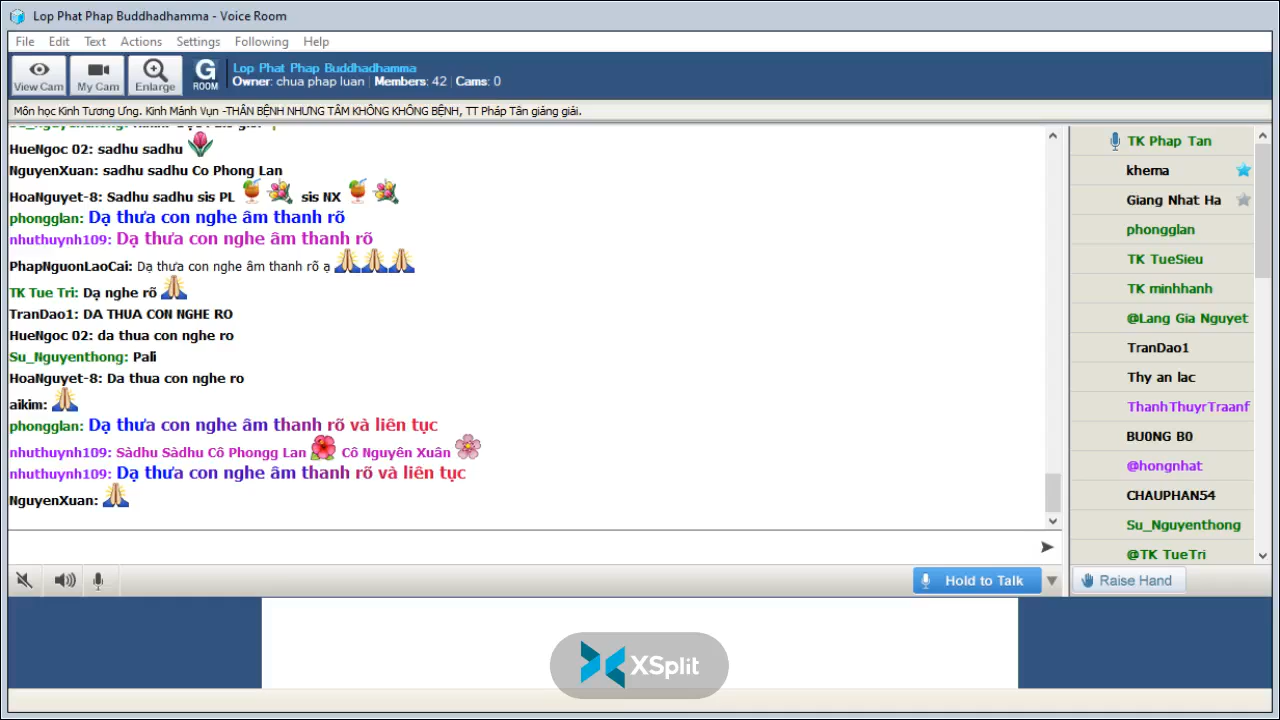 Lop Phat Phap Buddhadhamma - Voice Room
File Edit Text Actions Settings Following Help
View Cam
My Cam
Enlarge
G ROOM
Lop Phat Phap Buddhadhamma
Owner: chua phap luan | Members: 42 | Cams: 0
Môn học Kinh Tương Ưng. Kinh Mảnh Vụn -THÂN BỆNH NHƯNG TÂM KHÔNG KHÔNG BỆNH, TT Pháp Tân giảng giải.
HueNgoc 02: sadhu sadhu
NguyenXuan: sadhu sadhu Co Phong Lan
HoaNguyet-8: Sadhu sadhu sis PL sis NX
phongglan: Dạ thưa con nghe âm thanh rõ
nhuthuynh109: Dạ thưa con nghe âm thanh rõ
PhapNguonLaoCai: Dạ thưa con nghe âm thanh rõ ạ
TK Tue Tri: Dạ nghe rõ
TranDao1: DA THUA CON NGHE RO
HueNgoc 02: da thua con nghe ro
Su_Nguyenthong: Pali
HoaNguyet-8: Da thua con nghe ro
aikim:
phongglan: Dạ thưa con nghe âm thanh rõ và liên tục
nhuthuynh109: Sàdhu Sàdhu Cô Phongg Lan Cô Nguyên Xuân
nhuthuynh109: Dạ thưa con nghe âm thanh rõ và liên tục
NguyenXuan:
TK Phap Tan
khema
Giang Nhat Ha
phongglan
TK TueSieu
TK minhhanh
@Lang Gia Nguyet
TranDao1
Thy an lac
ThanhThuyrTraanf
BU0NG B0
@hongnhat
CHAUPHAN54
Su_Nguyenthong
@TK TueTri
Hold to Talk
Raise Hand
XSplit